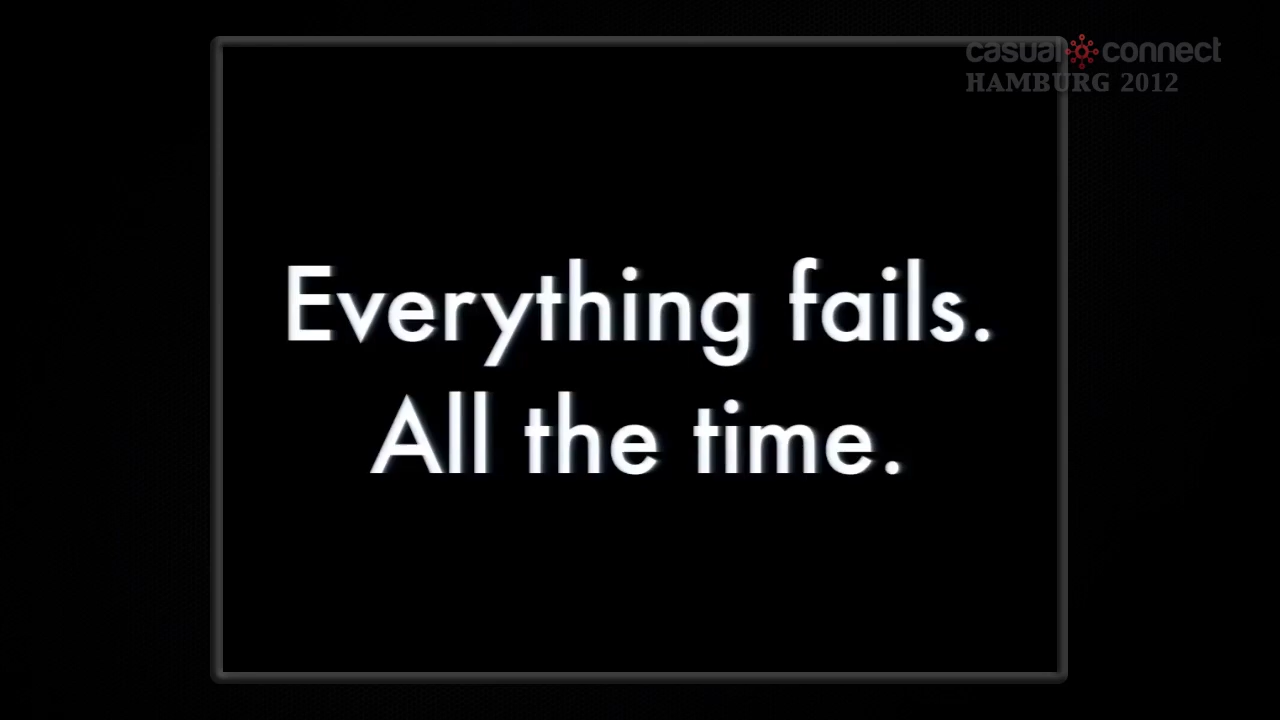 casual connect
HAMBURG 2012
Everything fails.
All the time.